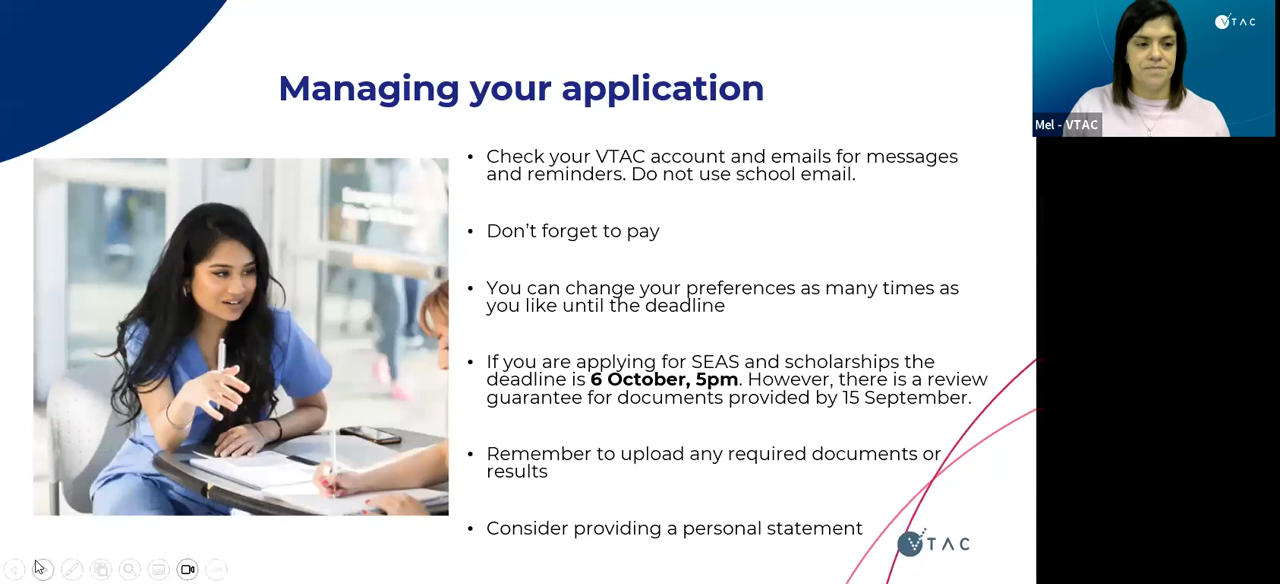 VTAC
Managing your application
Mel - VTAC
• Check your VTAC account and emails for messages
and reminders. Do not use school email.
• Don't forget to pay
• You can change your preferences as many times as
you like until the deadline
• If you are applying for SEAS and scholarships the
deadline is 6 October, 5pm. However, there is a review
guarantee for documents provided by 15 September.
• Remember to upload any required documents or
results
• Consider providing a personal statement
VTAC